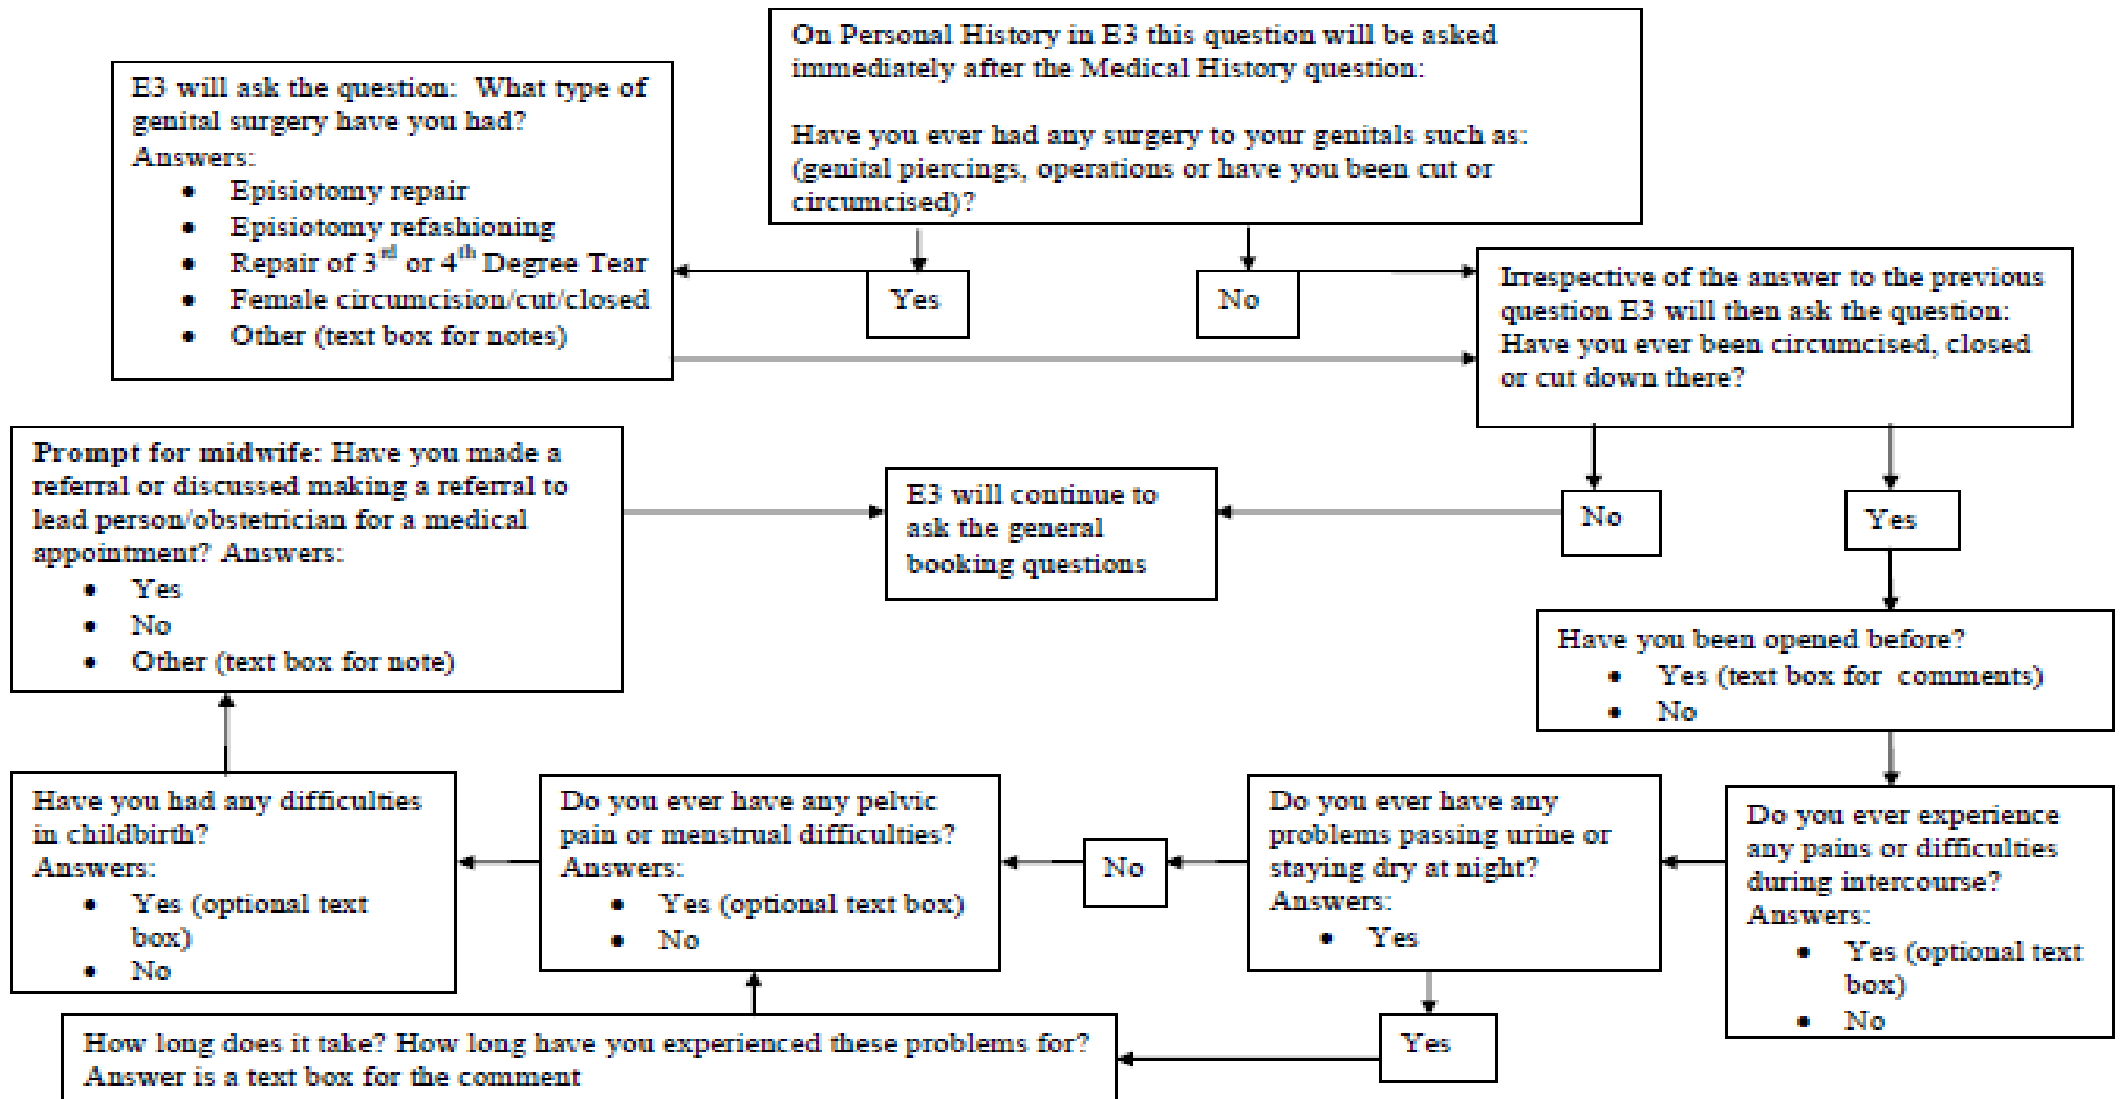 On Personal History in E3 this question will be asked
immediately after the Medical History question:
Have you ever had any surgery to your genitals such as:
(genital piercings, operations or have you been cut or
circumcised)?
E3 will ask the question: What type of
genital surgery have you had?
Answers:
• Episiotomy repair
• Episiotomy refashioning
• Repair of 3rd or 4th Degree Tear
• Female circumcision/cut/closed
• Other (text box for notes)
Yes
No
Irrespective of the answer to the previous
question E3 will then ask the question:
Have you ever been circumcised, closed
or cut down there?
Prompt for midwife: Have you made a
referral or discussed making a referral to
lead person/obstetrician for a medical
appointment? Answers:
• Yes
• No
• Other (text box for note)
E3 will continue to
ask the general
booking questions
No
Yes
Have you been opened before?
• Yes (text box for comments)
• No
Have you had any difficulties
in childbirth?
Answers:
• Yes (optional text
box)
• No
Do you ever have any pelvic
pain or menstrual difficulties?
Answers:
• Yes (optional text box)
• No
No
Do you ever have any
problems passing urine or
staying dry at night?
Answers:
• Yes
Do you ever experience
any pains or difficulties
during intercourse?
Answers:
• Yes (optional text
box)
• No
How long does it take? How long have you experienced these problems for?
Answer is a text box for the comment
Yes